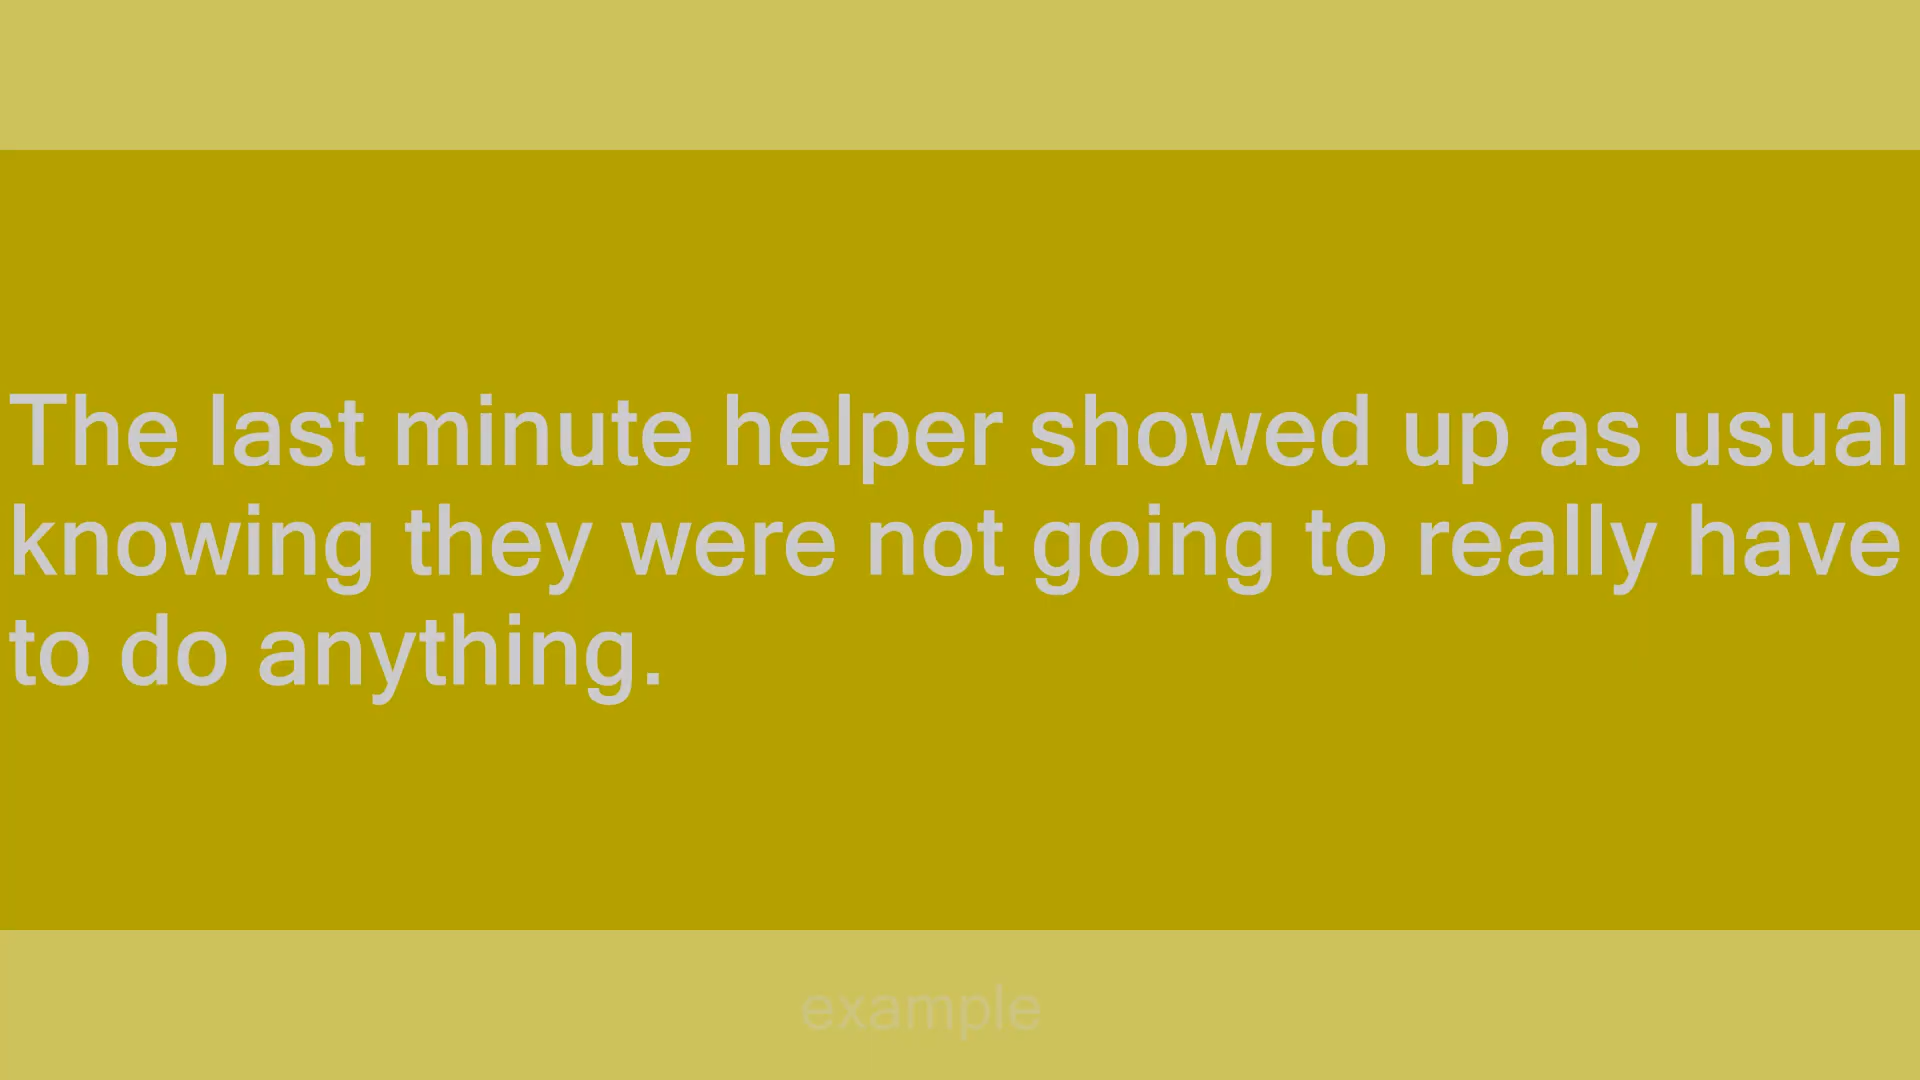 The last minute helper showed up as usual
knowing they were not going to really have
to do anything.
example